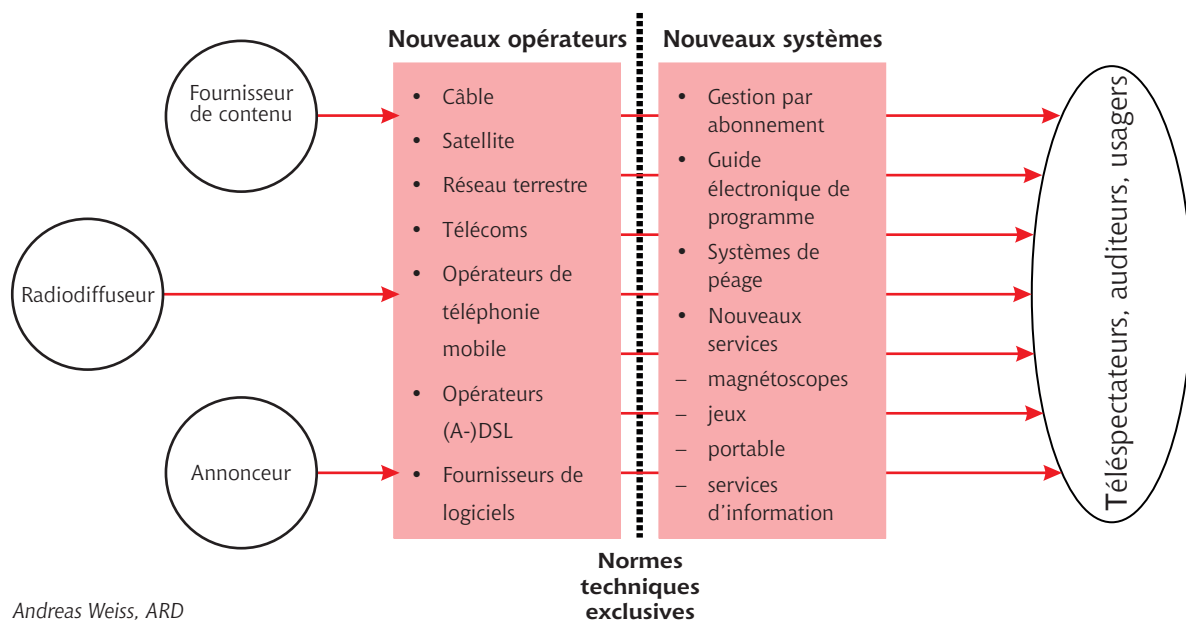 Fournisseur
de contenu
Radiodiffuseur
Annonceur
Nouveaux opérateurs
• Câble
• Satellite
• Réseau terrestre
• Télécoms
• Opérateurs de
téléphonie
mobile
• Opérateurs
(A-)DSL
• Fournisseurs de
logiciels
Nouveaux systèmes
• Gestion par
abonnement
• Guide
électronique de
programme
• Systèmes de
péage
• Nouveaux
services
– magnétoscopes
– jeux
– portable
– services
d’information
Normes
techniques
exclusives
Téléspectateurs, auditeurs, usagers
Andreas Weiss, ARD